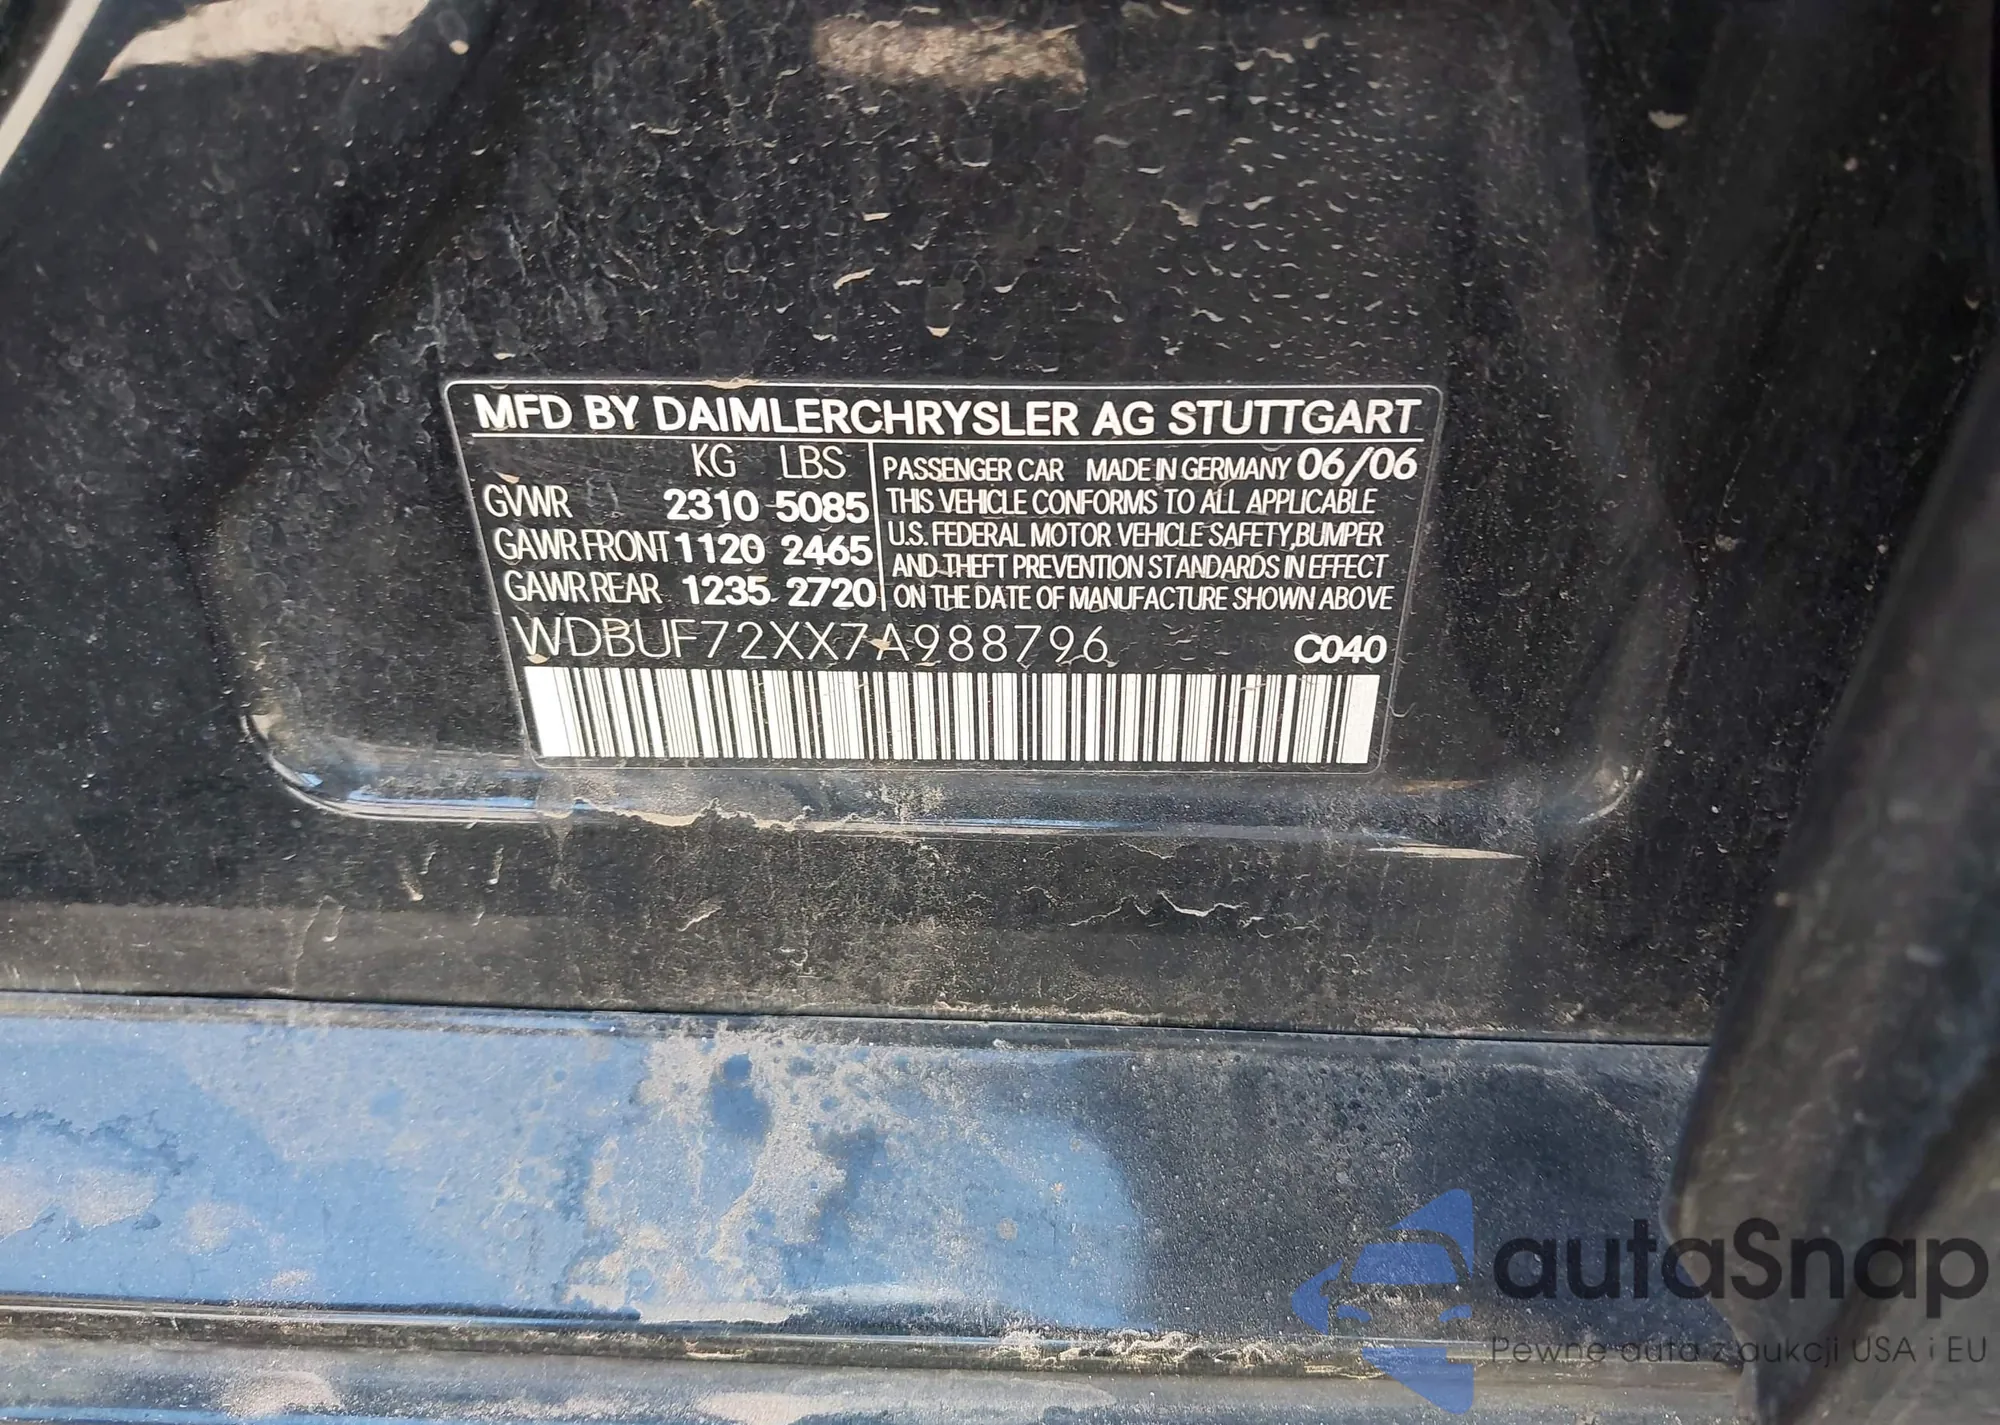 MFD BY DAIMLERCHRYSLER AG STUTTGART
KG LBS
GVWR 2310 5085
GAWR FRONT 1120 2465
GAWR REAR 1235 2720
PASSENGER CAR MADE IN GERMANY 06/06
THIS VEHICLE CONFORMS TO ALL APPLICABLE
U.S. FEDERAL MOTOR VEHICLE SAFETY, BUMPER
AND THEFT PREVENTION STANDARDS IN EFFECT
ON THE DATE OF MANUFACTURE SHOWN ABOVE
WDBUF72XX7A988796 C040
autaSnap
Pewne auta z aukcji USA i EU